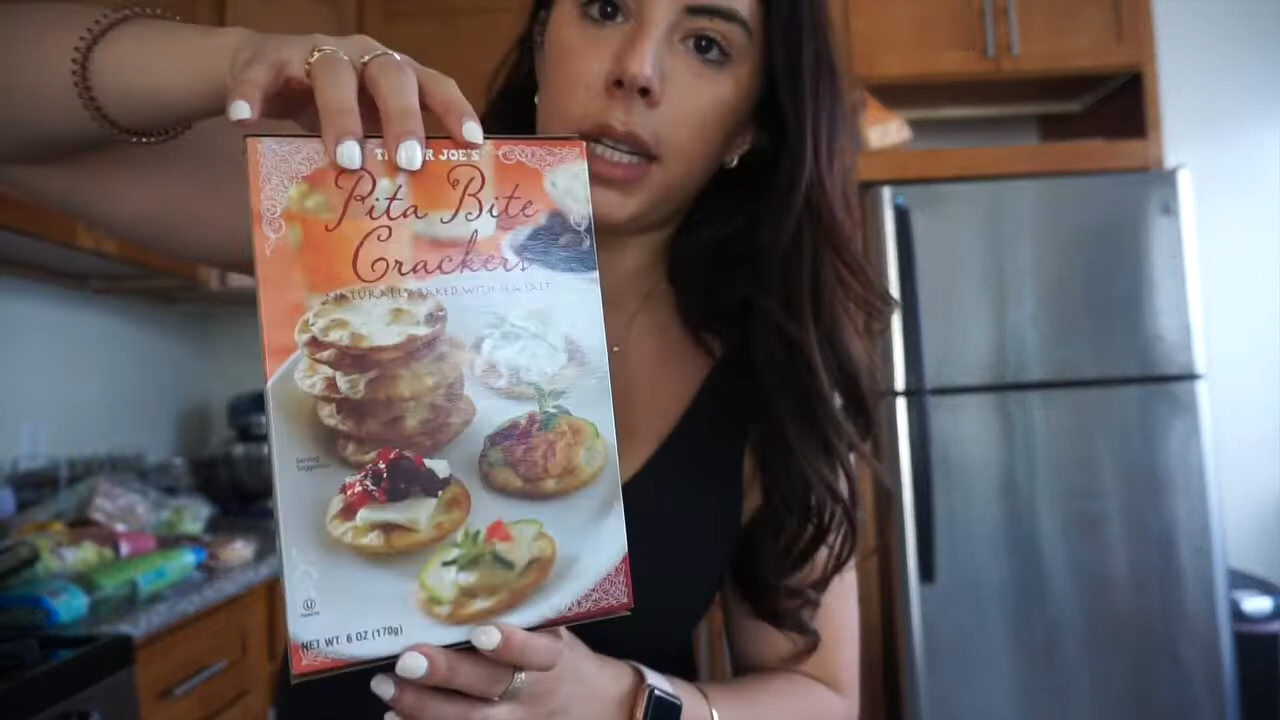 TRADER JOE'S
Pita Bite
Crackers
NATURALLY BAKED WITH SEA SALT
Serving
Suggestion
U
NET WT. 6 OZ (170g)